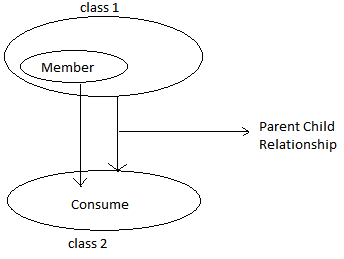 class 1
Member
Parent Child
Relationship
Consume
class 2